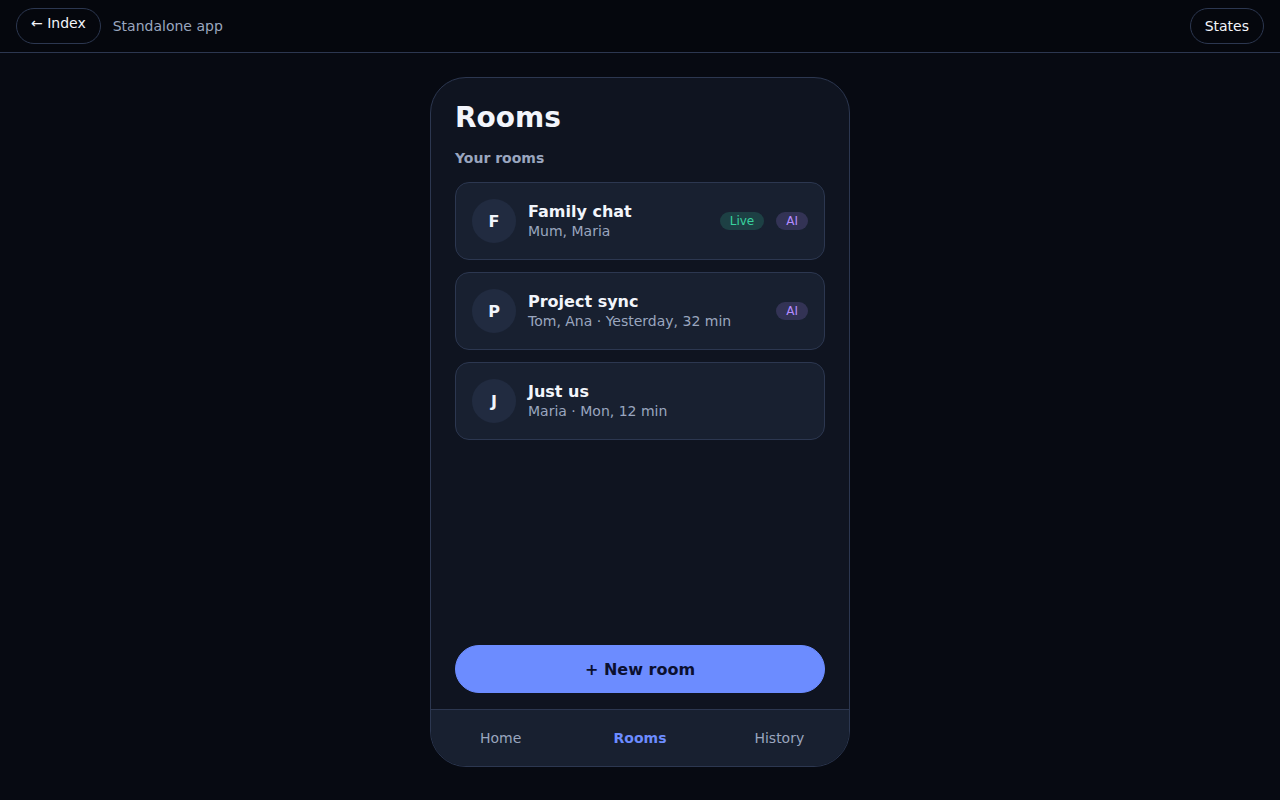 ← Index
Standalone app
States
Rooms
Your rooms
F
Family chat
Mum, Maria
Live
AI
P
Project sync
Tom, Ana · Yesterday, 32 min
AI
J
Just us
Maria · Mon, 12 min
+ New room
Home
Rooms
History